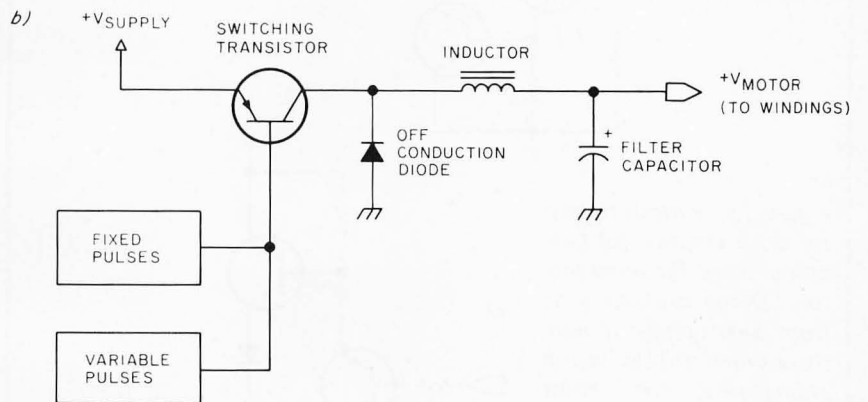 b)
+VSUPPLY
SWITCHING
TRANSISTOR
INDUCTOR
+VMOTOR
(TO WINDINGS)
OFF
CONDUCTION
DIODE
+
FILTER
CAPACITOR
FIXED
PULSES
VARIABLE
PULSES